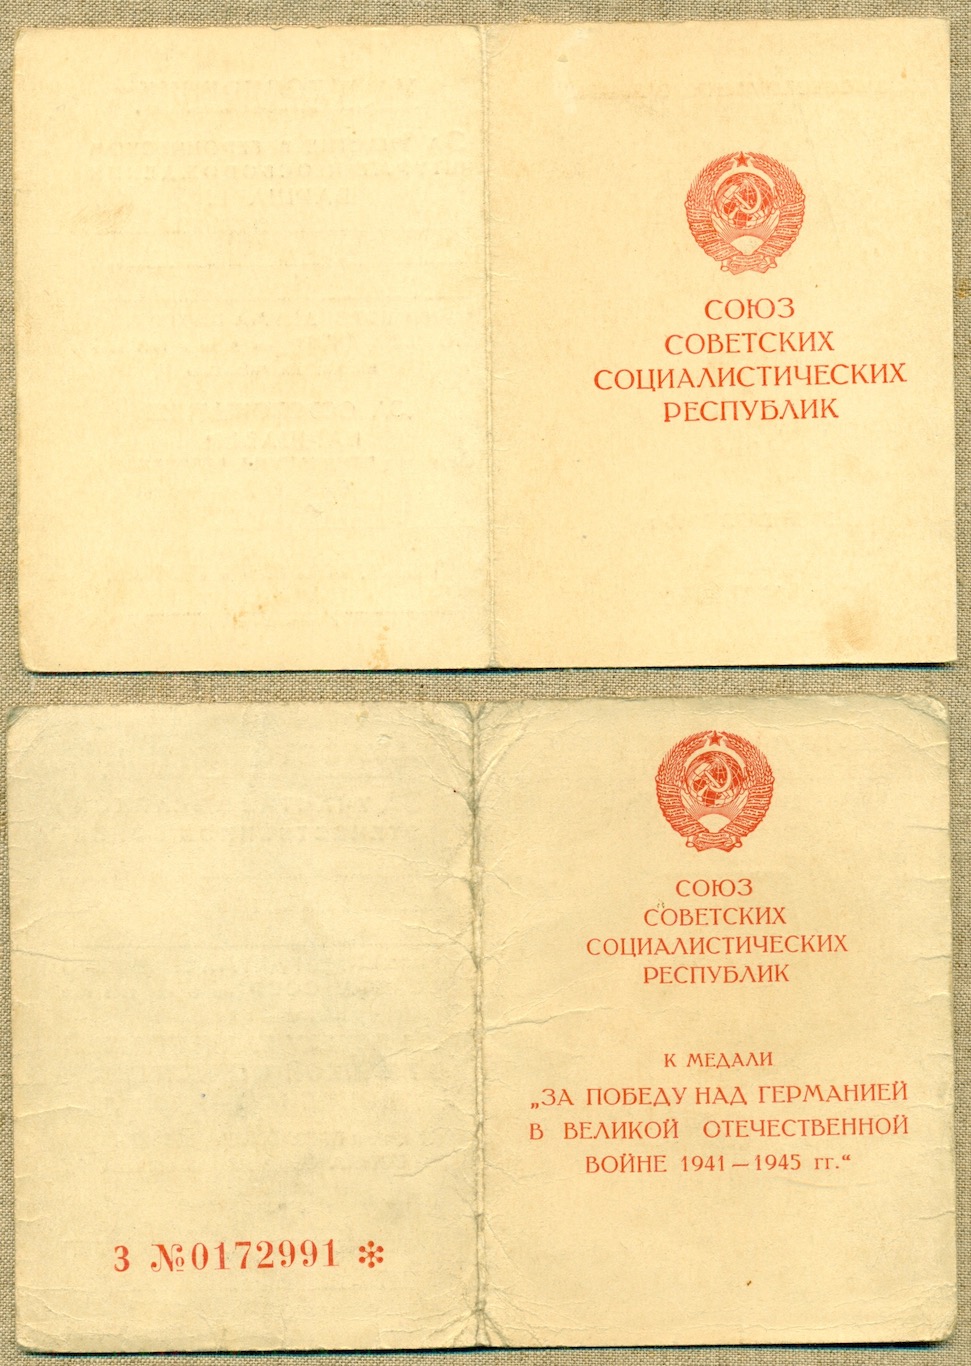 СОЮЗ
СОВЕТСКИХ
СОЦИАЛИСТИЧЕСКИХ
РЕСПУБЛИК
СОЮЗ
СОВЕТСКИХ
СОЦИАЛИСТИЧЕСКИХ
РЕСПУБЛИК
К МЕДАЛИ
„ЗА ПОБЕДУ НАД ГЕРМАНИЕЙ
В ВЕЛИКОЙ ОТЕЧЕСТВЕННОЙ
ВОЙНЕ 1941 — 1945 гг.“
З №0172991 *